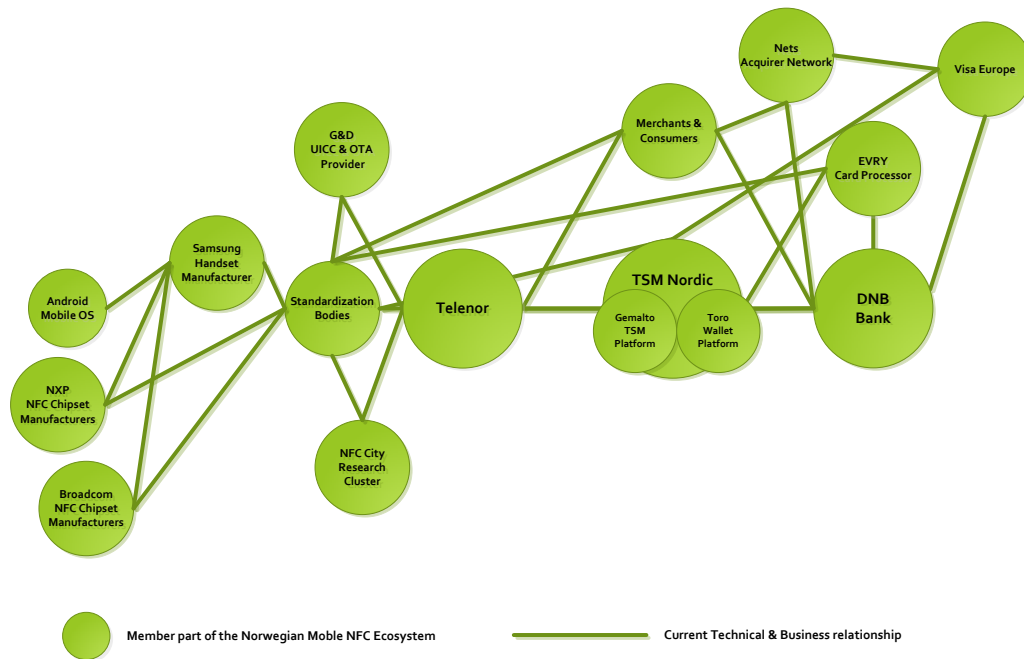 Nets
Acquirer Network
Visa Europe
G&D
UICC & OTA
Provider
Merchants &
Consumers
EVRY
Card Processor
Samsung
Handset
Manufacturer
Android
Mobile OS
Standardization
Bodies
Telenor
TSM Nordic
Gemalto
TSM
Platform
Toro
Wallet
Platform
DNB
Bank
NXP
NFC Chipset
Manufacturers
NFC City
Research
Cluster
Broadcom
NFC Chipset
Manufacturers
Member part of the Norwegian Moble NFC Ecosystem
Current Technical & Business relationship